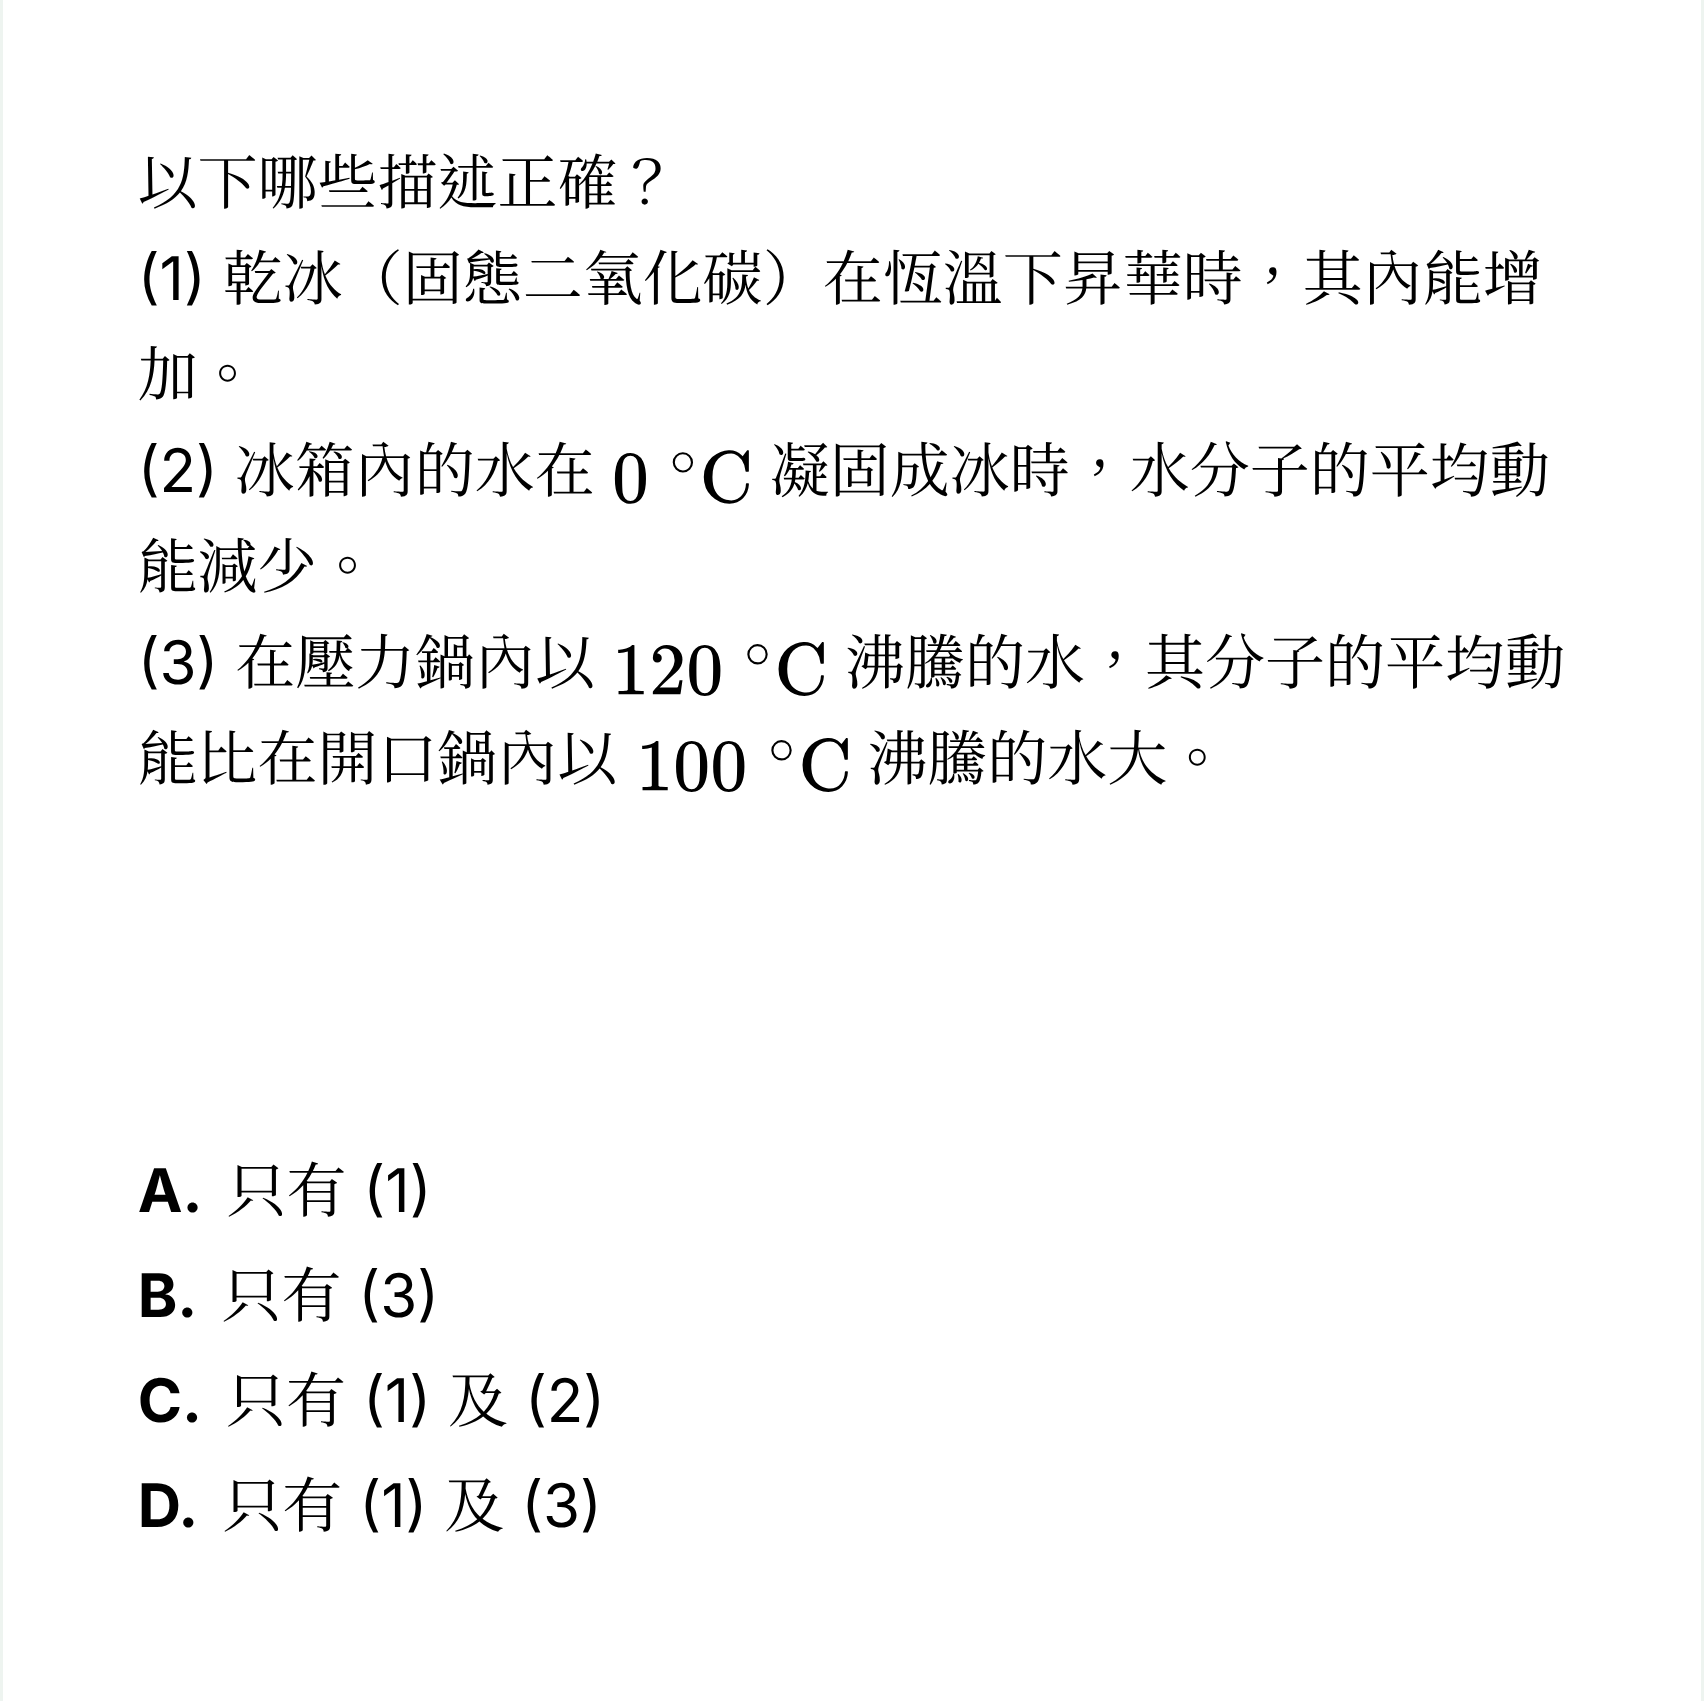 以下哪些描述正確？
(1) 乾冰（固態二氧化碳）在恆溫下昇華時，其內能增
加。
(2) 冰箱內的水在 0 °C 凝固成冰時，水分子的平均動
能減少。
(3) 在壓力鍋內以 120 °C 沸騰的水，其分子的平均動
能比在開口鍋內以 100 °C 沸騰的水大。
A. 只有 (1)
B. 只有 (3)
C. 只有 (1) 及 (2)
D. 只有 (1) 及 (3)